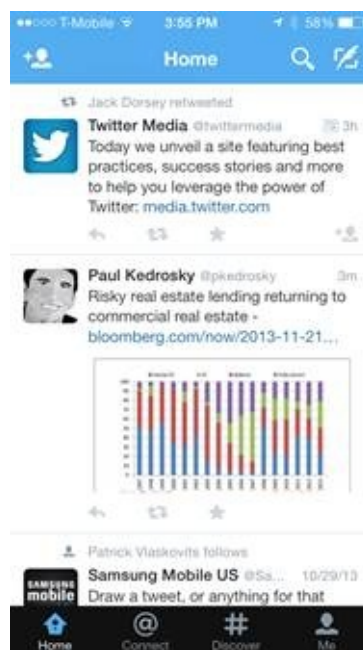 T-Mobile 3:55 PM 58%
Home
Jack Dorsey retweeted
Twitter Media @twittermedia 3h
Today we unveil a site featuring best
practices, success stories and more
to help you leverage the power of
Twitter: media.twitter.com
Paul Kedrosky @pkedrosky 3m
Risky real estate lending returning to
commercial real estate -
bloomberg.com/now/2013-11-21...
Patrick Vlaskovits follows
SAMSUNG
mobile
Samsung Mobile US @Sa... 10/29/13
Draw a tweet, or anything for that
Home Connect Discover Me